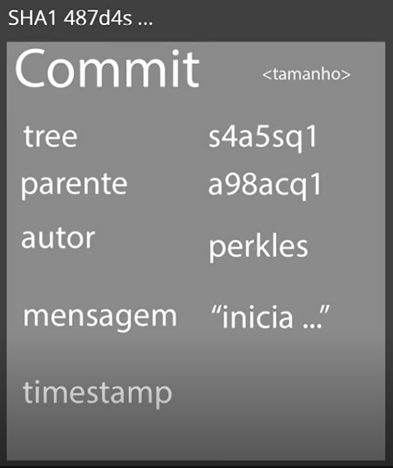 SHA1 487d4s ...
Commit <tamanho>
tree s4a5sq1
parente a98acq1
autor perkles
mensagem “inicia ...”
timestamp